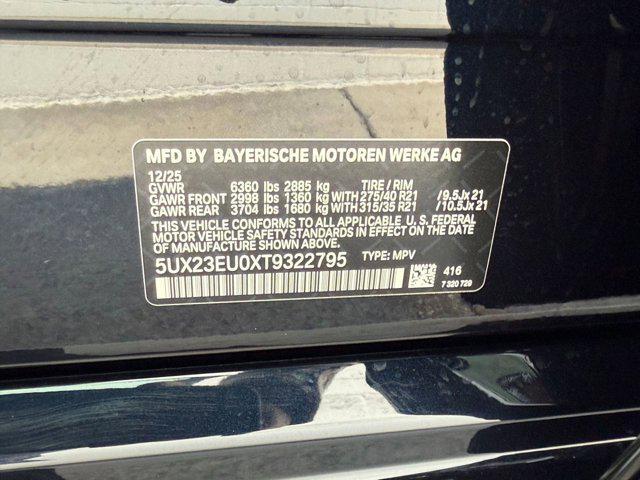 MFD BY BAYERISCHE MOTOREN WERKE AG
12/25
GVWR 6360 lbs 2885 kg TIRE / RIM
GAWR FRONT 2998 lbs 1360 kg WITH 275/40 R21 /9.5Jx21
GAWR REAR 3704 lbs 1680 kg WITH 315/35 R21 /10.5Jx21
THIS VEHICLE CONFORMS TO ALL APPLICABLE U. S. FEDERAL
MOTOR VEHICLE SAFETY STANDARDS IN EFFECT ON THE
DATE OF MANUFACTURE SHOWN ABOVE.
5UX23EU0XT9322795 TYPE: MPV
416
7 320 729